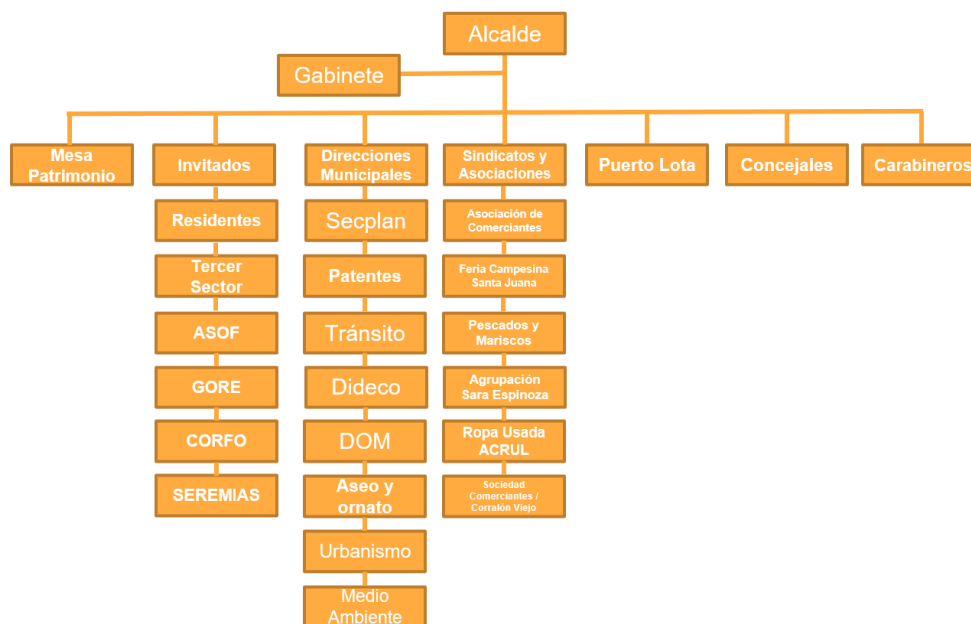 Alcalde
Gabinete
Mesa
Patrimonio
Invitados
Direcciones
Municipales
Sindicatos y
Asociaciones
Puerto Lota
Concejales
Carabineros
Residentes
Tercer
Sector
ASOF
GORE
CORFO
SEREMIAS
Secplan
Patentes
Tránsito
Dideco
DOM
Aseo y
ornato
Urbanismo
Medio
Ambiente
Asociación de
Comerciantes
Feria Campesina
Santa Juana
Pescados y
Mariscos
Agrupación
Sara Espinoza
Ropa Usada
ACRUL
Sociedad
Comerciantes /
Corralón Viejo